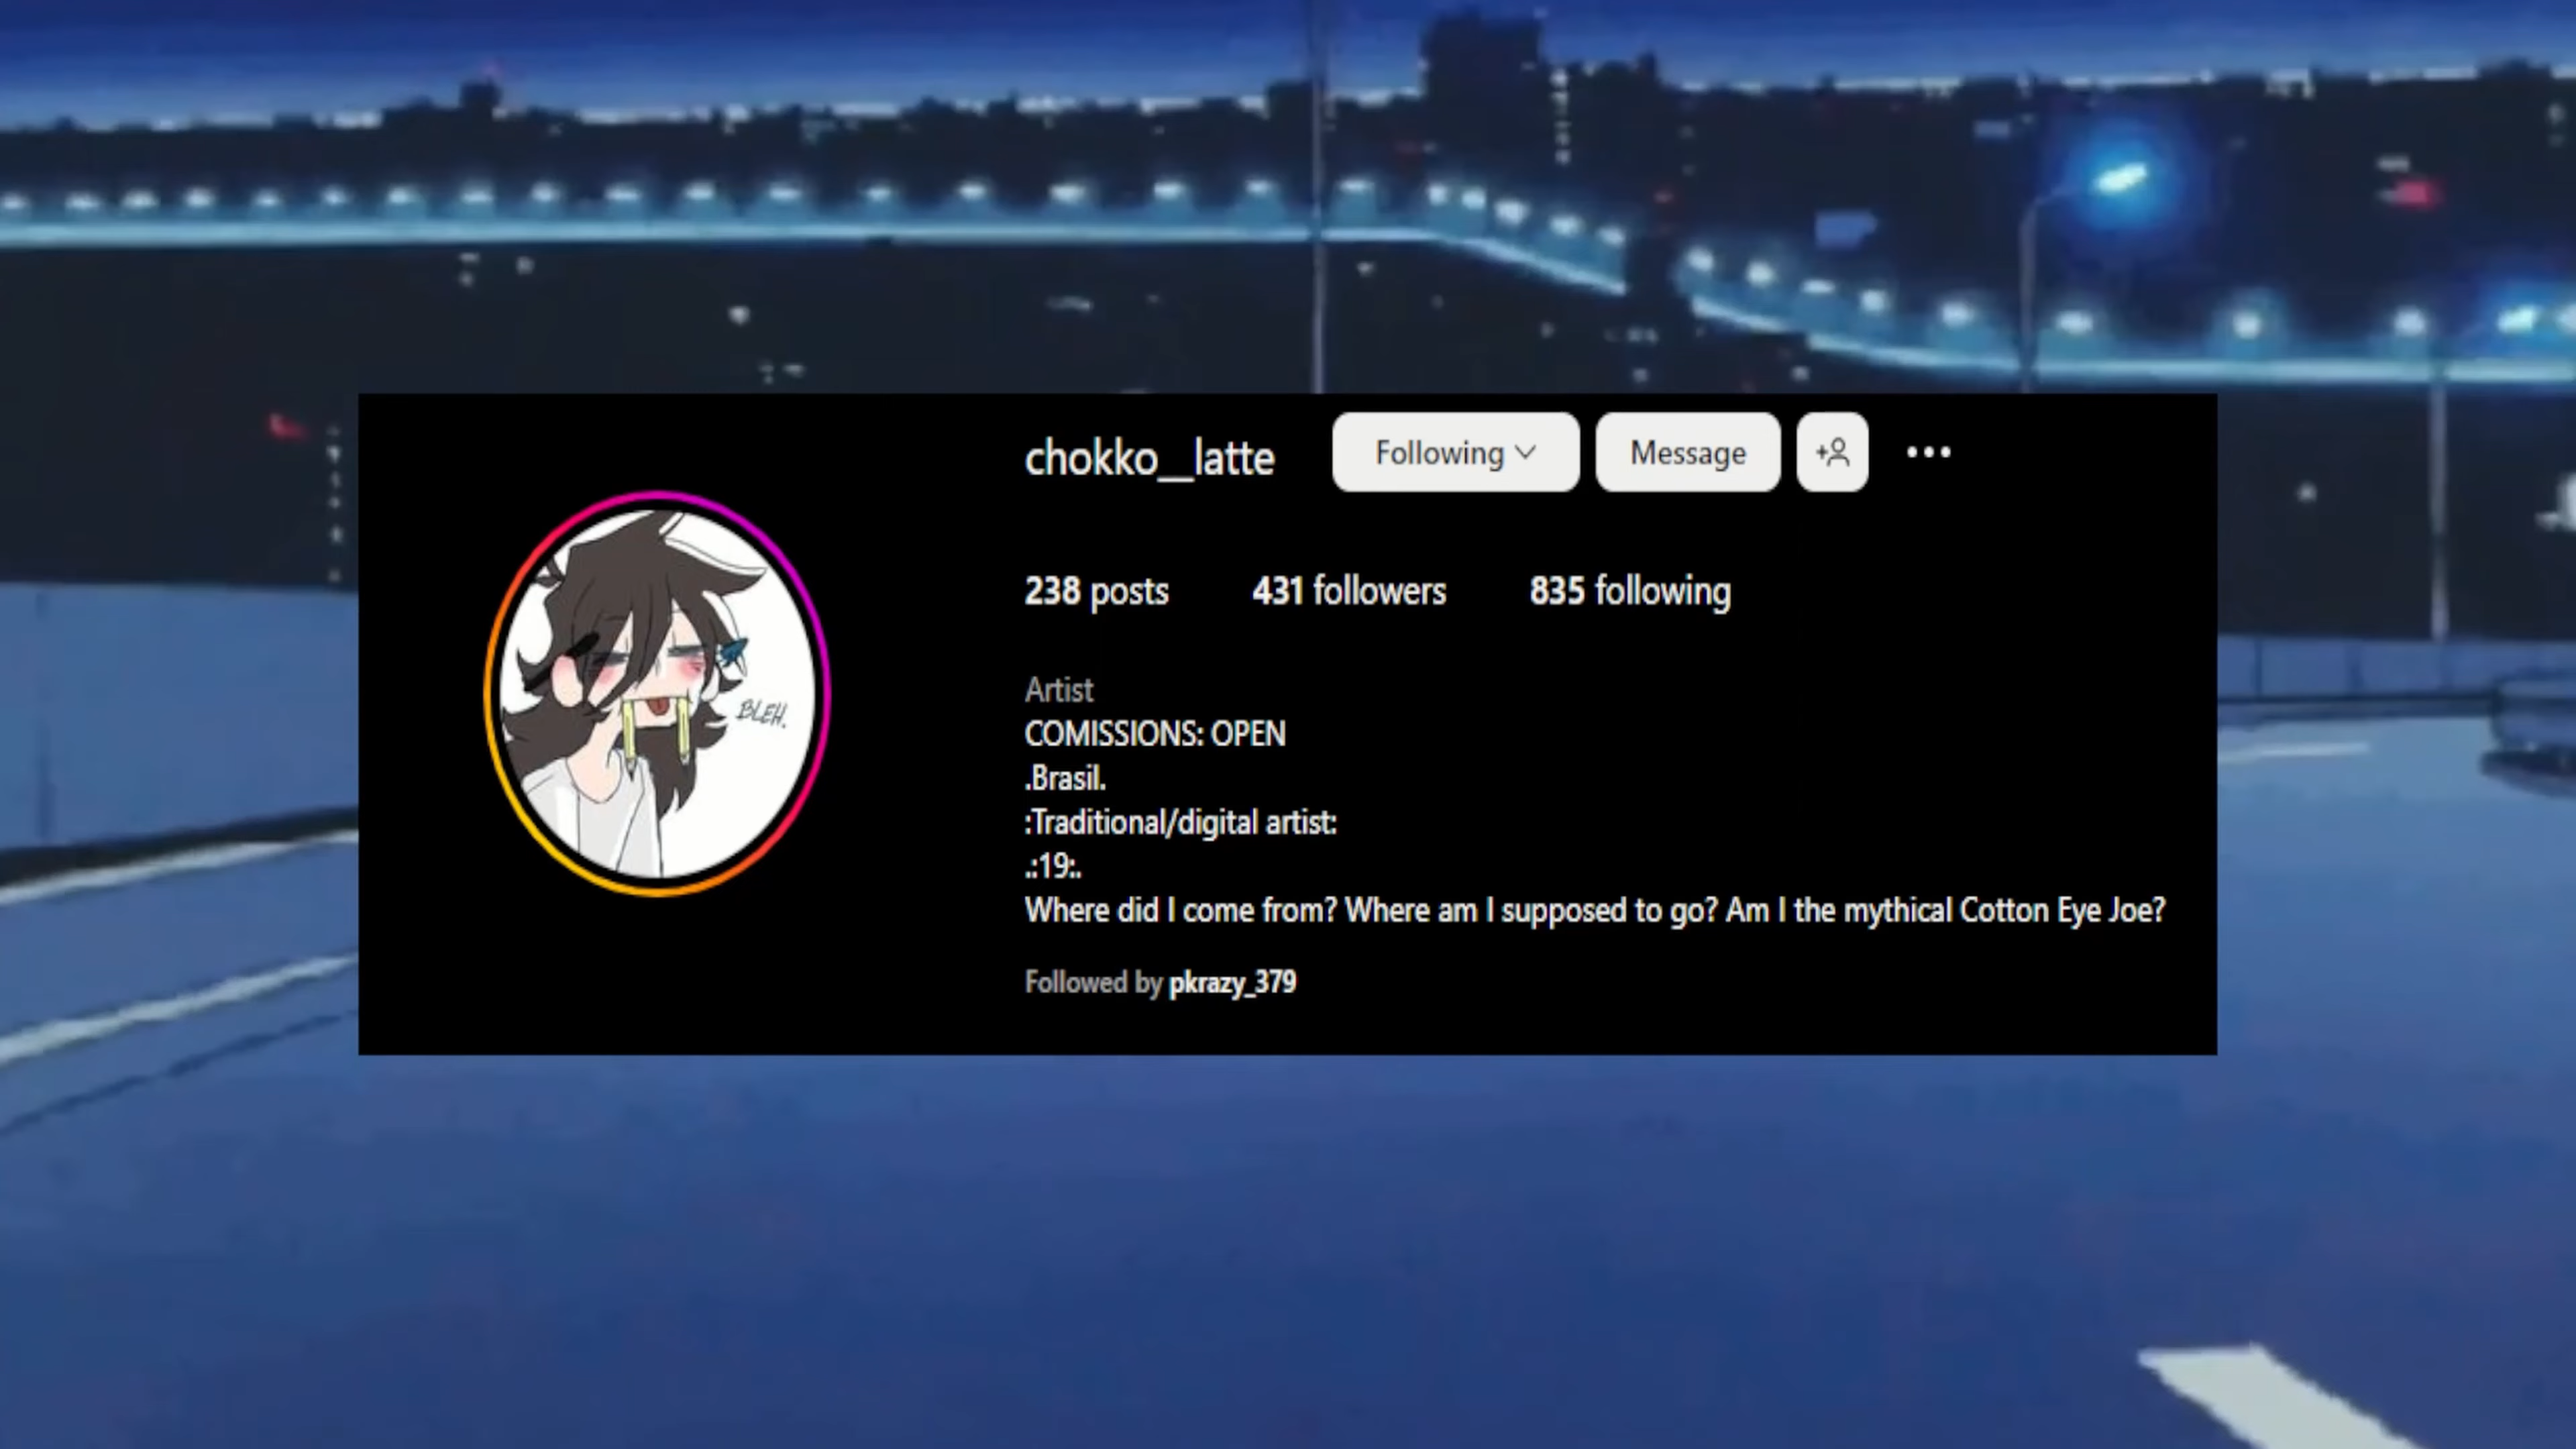 chokko__latte Following Message
238 posts 431 followers 835 following
Artist
COMISSIONS: OPEN
.Brasil.
:Traditional/digital artist:
.:19:.
Where did I come from? Where am I supposed to go? Am I the mythical Cotton Eye Joe?
Followed by pkrazy_379
BLEH.